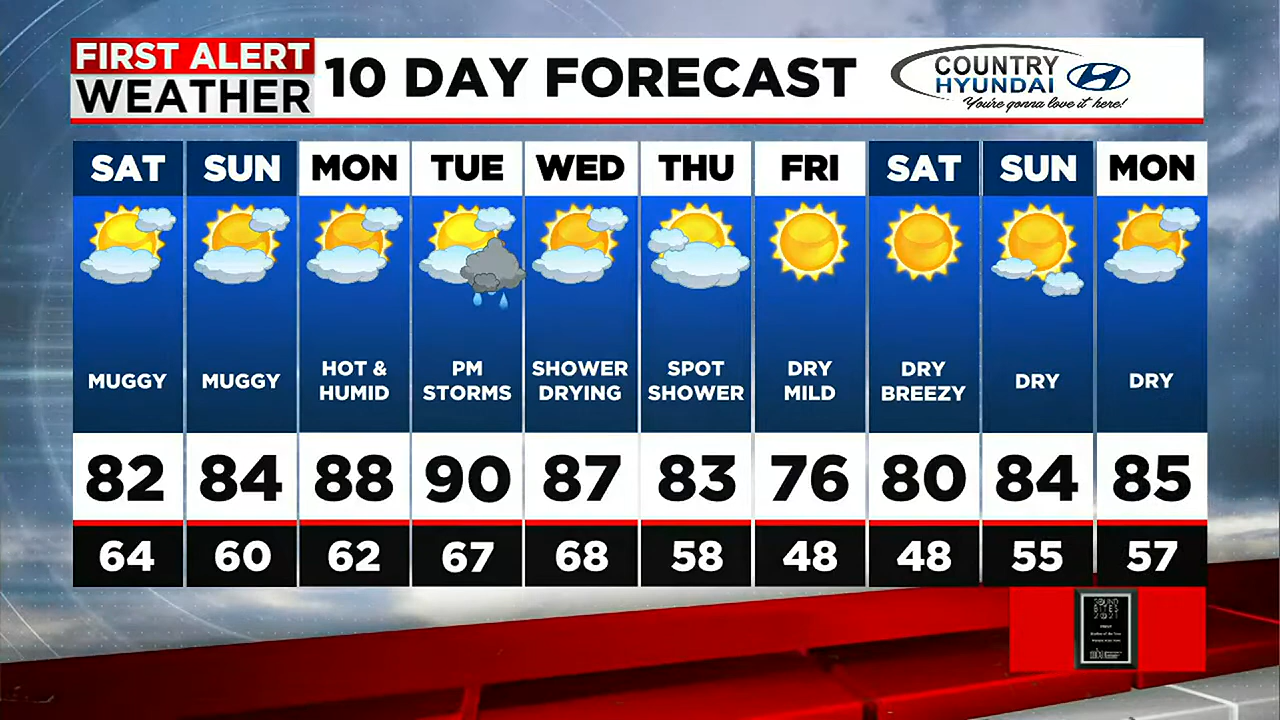 FIRST ALERT
WEATHER
10 DAY FORECAST
COUNTRY
HYUNDAI
You're gonna love it here!
SAT SUN MON TUE WED THU FRI SAT SUN MON
MUGGY
MUGGY
HOT &
HUMID
PM
STORMS
SHOWER
DRYING
SPOT
SHOWER
DRY
MILD
DRY
BREEZY
DRY
DRY
82 84 88 90 87 83 76 80 84 85
64 60 62 67 68 58 48 48 55 57
2021